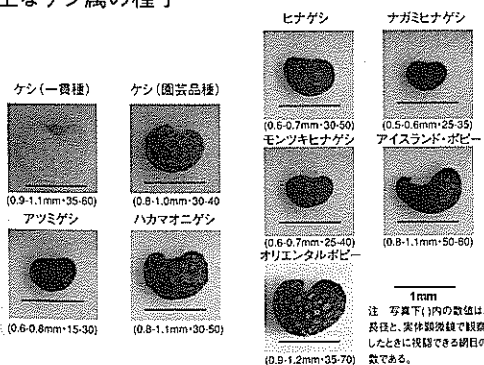 主なケシ属の種子
ケシ(一貫種)
(0.9-1.1mm・35-60)
ケシ(園芸品種)
(0.8-1.0mm・30-40
アツミゲシ
(0.6-0.8mm・15-30)
ハカマオニゲシ
(0.8-1.1mm・30-50)
ヒナゲシ
(0.6-0.7mm・30-50)
ナガミヒナゲシ
(0.5-0.6mm・25-35)
モンツキヒナゲシ
(0.6-0.7mm・25-40)
アイスランド・ポピー
(0.8-1.1mm・50-60)
オリエンタルポピー
(0.9-1.2mm・35-70)
1mm
注 写真下()内の数値は、
長径と、実体顕微鏡で観察
したときに視認できる網目の
数である。